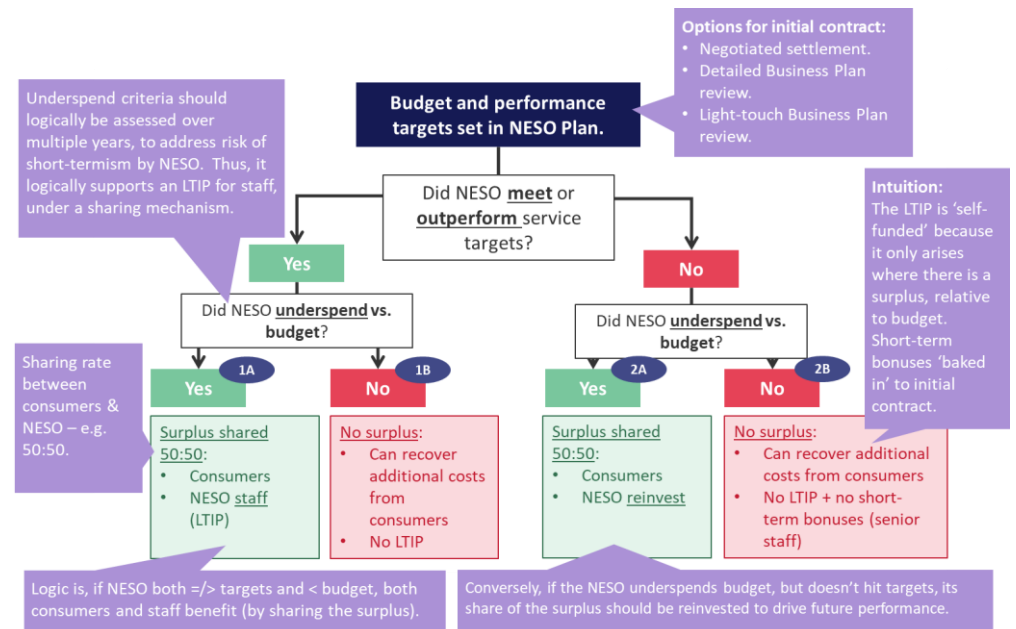 Options for initial contract:
• Negotiated settlement.
• Detailed Business Plan
review.
• Light-touch Business Plan
review.
Underspend criteria should
logically be assessed over
multiple years, to address risk of
short-termism by NESO. Thus, it
logically supports an LTIP for staff,
under a sharing mechanism.
Budget and performance
targets set in NESO Plan.
Did NESO meet or
outperform service
targets?
Intuition:
The LTIP is ‘self-
funded’ because
it only arises
where there is a
surplus, relative
to budget.
Short-term
bonuses ‘baked
in’ to initial
contract.
Yes
No
Did NESO underspend vs.
budget?
Did NESO underspend vs.
budget?
Sharing rate
between
consumers &
NESO – e.g.
50:50.
1A
Yes
1B
No
2A
Yes
2B
No
Surplus shared
50:50:
• Consumers
• NESO staff
(LTIP)
No surplus:
• Can recover
additional costs
from
consumers
• No LTIP
Surplus shared
50:50:
• Consumers
• NESO reinvest
No surplus:
• Can recover additional
costs from consumers
• No LTIP + no short-
term bonuses (senior
staff)
Logic is, if NESO both =/> targets and < budget, both
consumers and staff benefit (by sharing the surplus).
Conversely, if the NESO underspends budget, but doesn’t hit targets, its
share of the surplus should be reinvested to drive future performance.